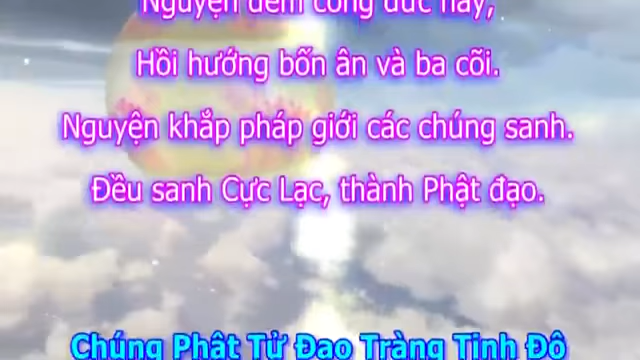 Nguyện đem công đức này,
Hồi hướng bốn ân và ba cõi.
Nguyện khắp pháp giới các chúng sanh.
Đều sanh Cực Lạc, thành Phật đạo.
Chúng Phật Tử Đạo Tràng Tịnh Độ